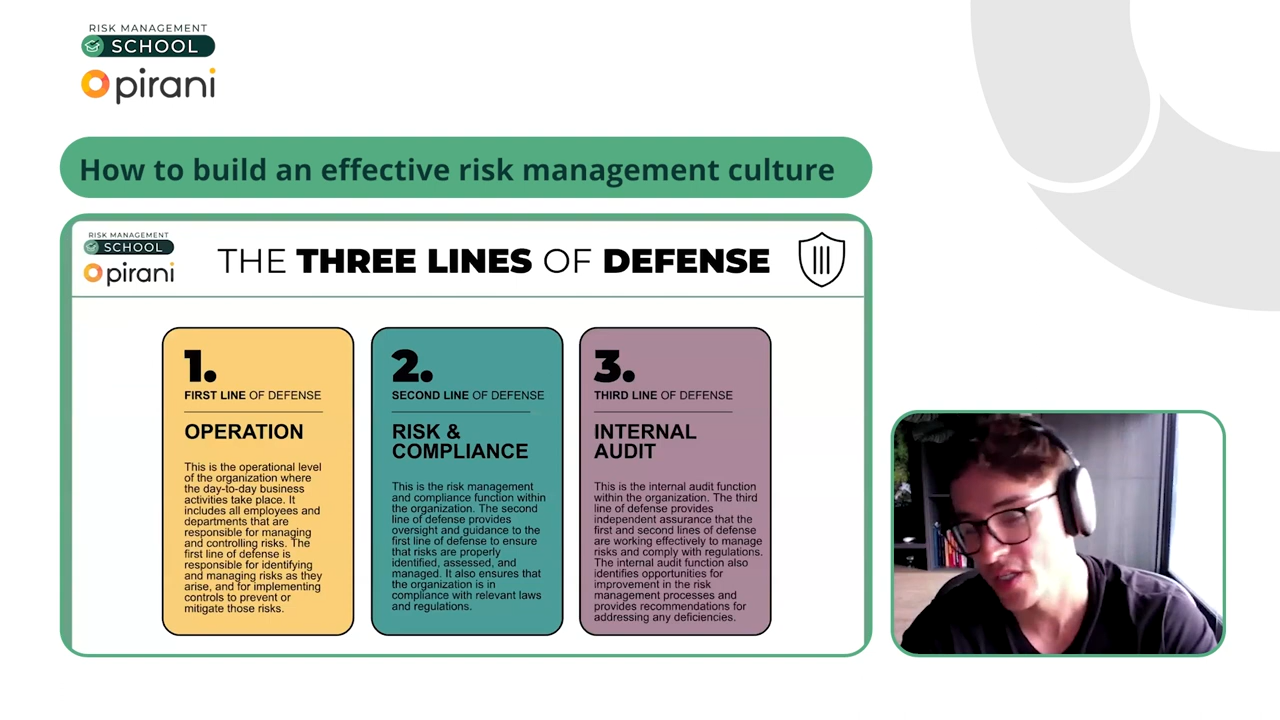 RISK MANAGEMENT
SCHOOL
pirani
How to build an effective risk management culture
RISK MANAGEMENT
SCHOOL
pirani
THE THREE LINES OF DEFENSE
1.
FIRST LINE OF DEFENSE
OPERATION
This is the operational level
of the organization where
the day-to-day business
activities take place. It
includes all employees and
departments that are
responsible for managing
and controlling risks. The
first line of defense is
responsible for identifying
and managing risks as they
arise, and for implementing
controls to prevent or
mitigate those risks.
2.
SECOND LINE OF DEFENSE
RISK &
COMPLIANCE
This is the risk management
and compliance function within
the organization. The second
line of defense provides
oversight and guidance to the
first line of defense to ensure
that risks are properly
identified, assessed, and
managed. It also ensures that
the organization is in
compliance with relevant laws
and regulations.
3.
THIRD LINE OF DEFENSE
INTERNAL
AUDIT
This is the internal audit function
within the organization. The third
line of defense provides
independent assurance that the
first and second lines of defense
are working effectively to manage
risks and comply with regulations.
The internal audit function also
identifies opportunities for
improvement in the risk
management processes and
provides recommendations for
addressing any deficiencies.